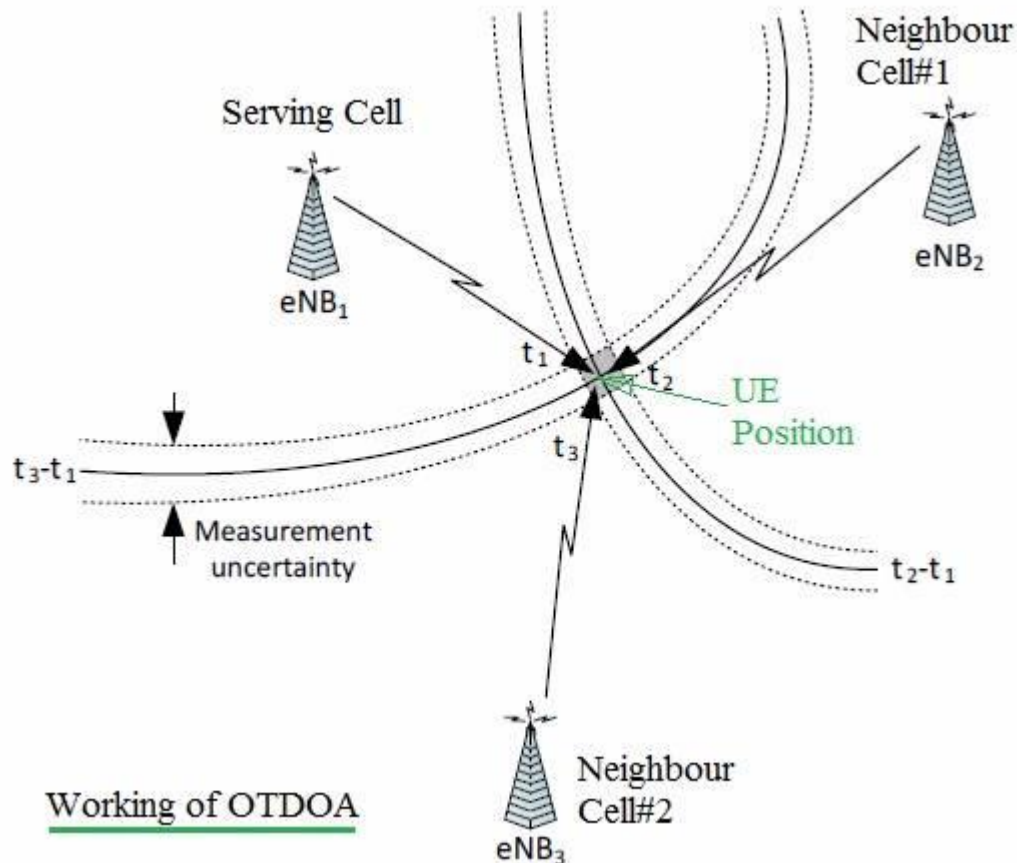 Neighbour
Cell#1
Serving Cell
eNB₂
eNB₁
t₁
t₂
UE
Position
t₃
t₃-t₁
Measurement
uncertainty
t₂-t₁
Neighbour
Cell#2
Working of OTDOA
eNB₃